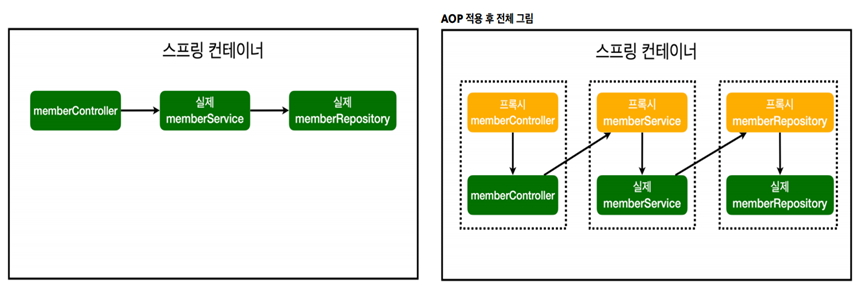 스프링 컨테이너
memberController
실제
memberService
실제
memberRepository
AOP 적용 후 전체 그림
스프링 컨테이너
프록시
memberController
프록시
memberService
프록시
memberRepository
memberController
실제
memberService
실제
memberRepository